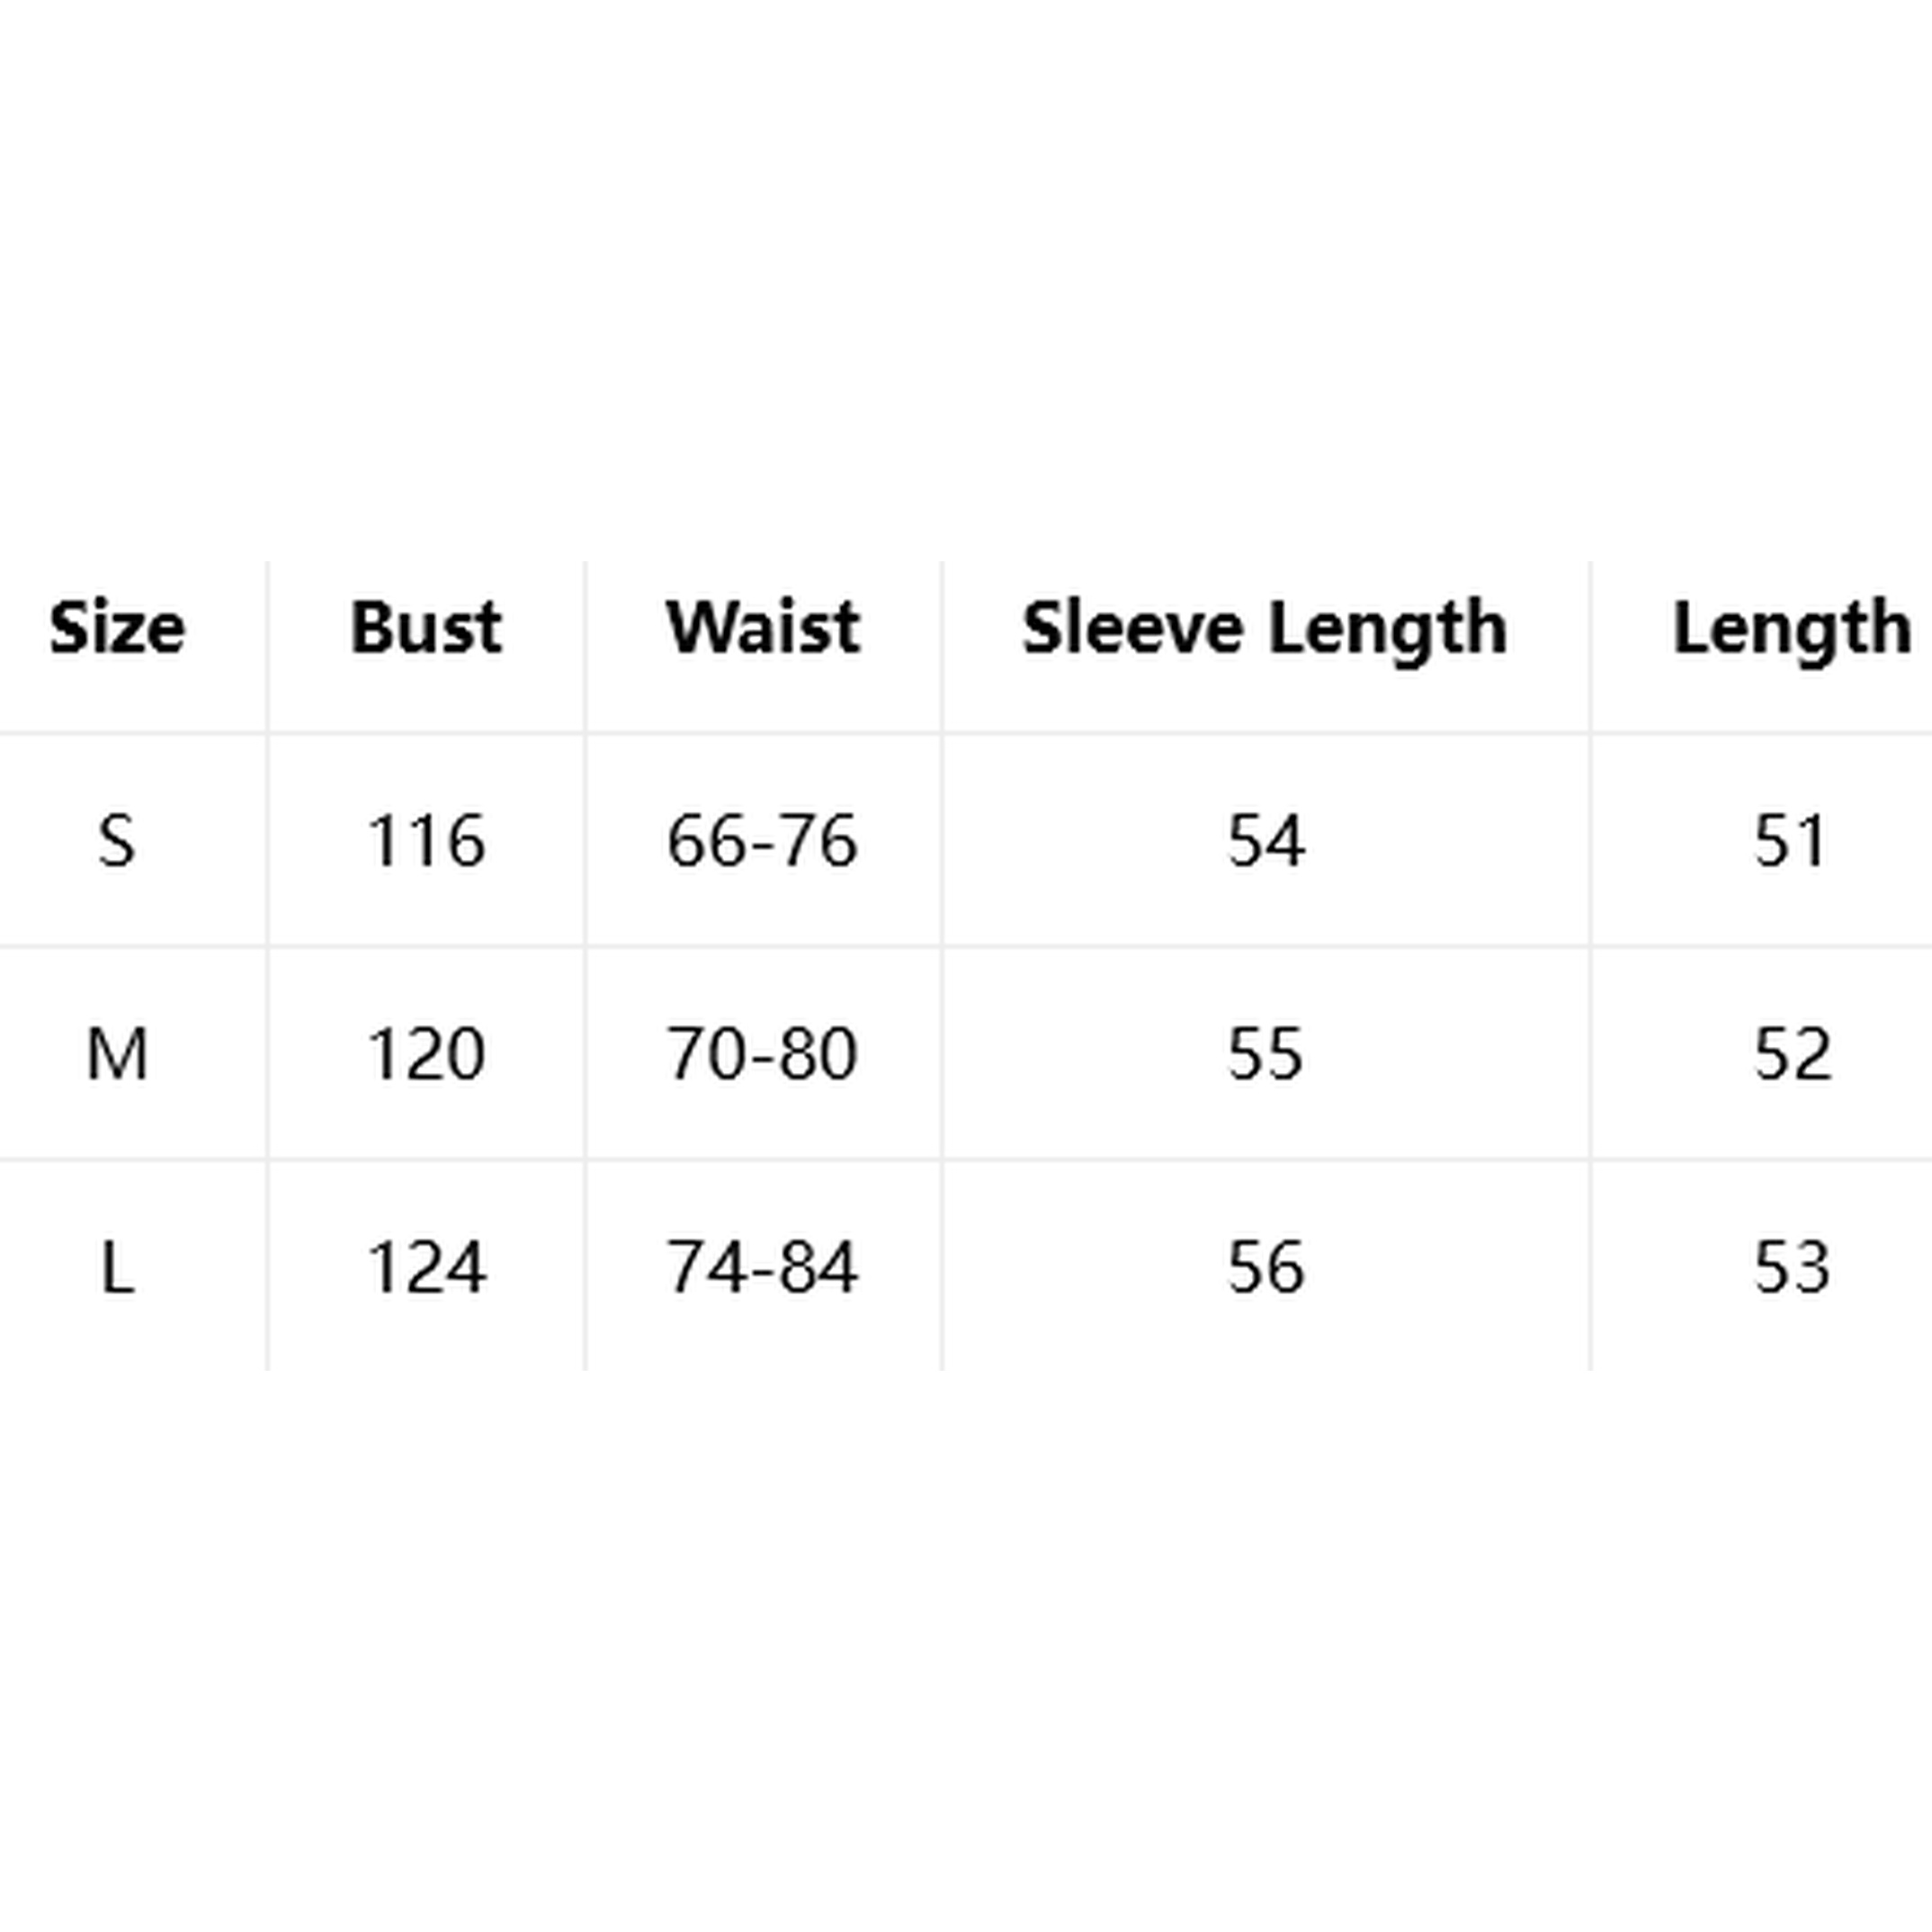 Size Bust Waist Sleeve Length Length
S 116 66-76 54 51
M 120 70-80 55 52
L 124 74-84 56 53